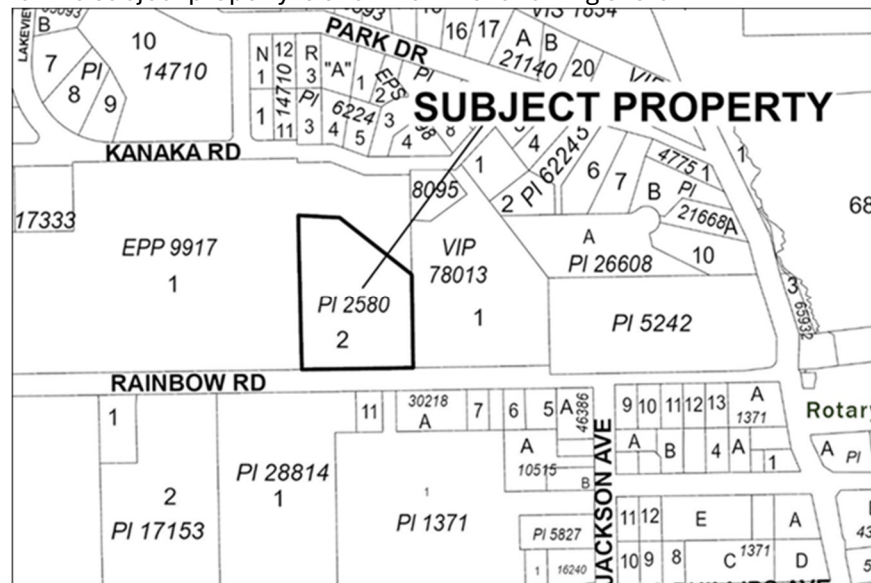 PARK DR
SUBJECT PROPERTY
LAKEVIEW
B
10
14710
7
PI
8
9
N
1
12
14710
11
1
R
3
PI
3
"A"
6224
4
5
1
EPS
2
3
4
PI
8
16
17
A
21140
B
20
KANAKA RD
17333
EPP 9917
1
8095
VIP
78013
1
PI 2580
2
1
2
4
PI 62245
6
7
4775
1
B
PI
21668
A
10
A
PI 26608
PI 5242
1
3
65932
68
RAINBOW RD
1
2
PI 17153
PI 28814
1
11
30218
A
7
6
5
A
46386
A
10515
B
1
PI 1371
PI 5827
1
16240
JACKSON AVE
9
10
11
12
13
A
1371
A
B
4
A
1
Rotary
A
PI
11
12
E
A
10
9
8
C
1371
D